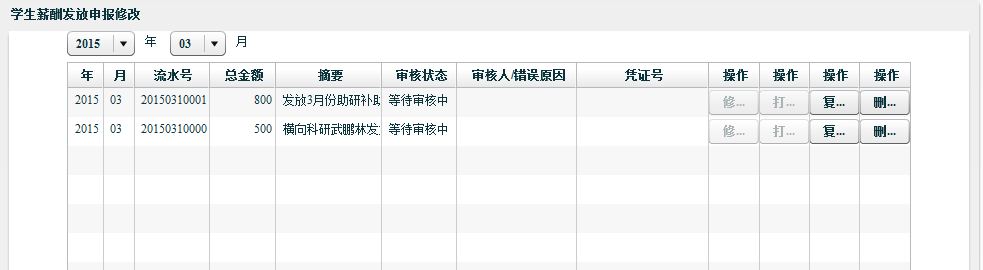 学生薪酬发放申报修改
2015 年 03 月
年 月 流水号 总金额 摘要 审核状态 审核人/错误原因 凭证号 操作 操作 操作 操作
2015 03 20150310001 800 发放3月份助研补助 等待审核中 修... 打... 复... 删...
2015 03 20150310000 500 横向科研武鹏林发 等待审核中 修... 打... 复... 删...